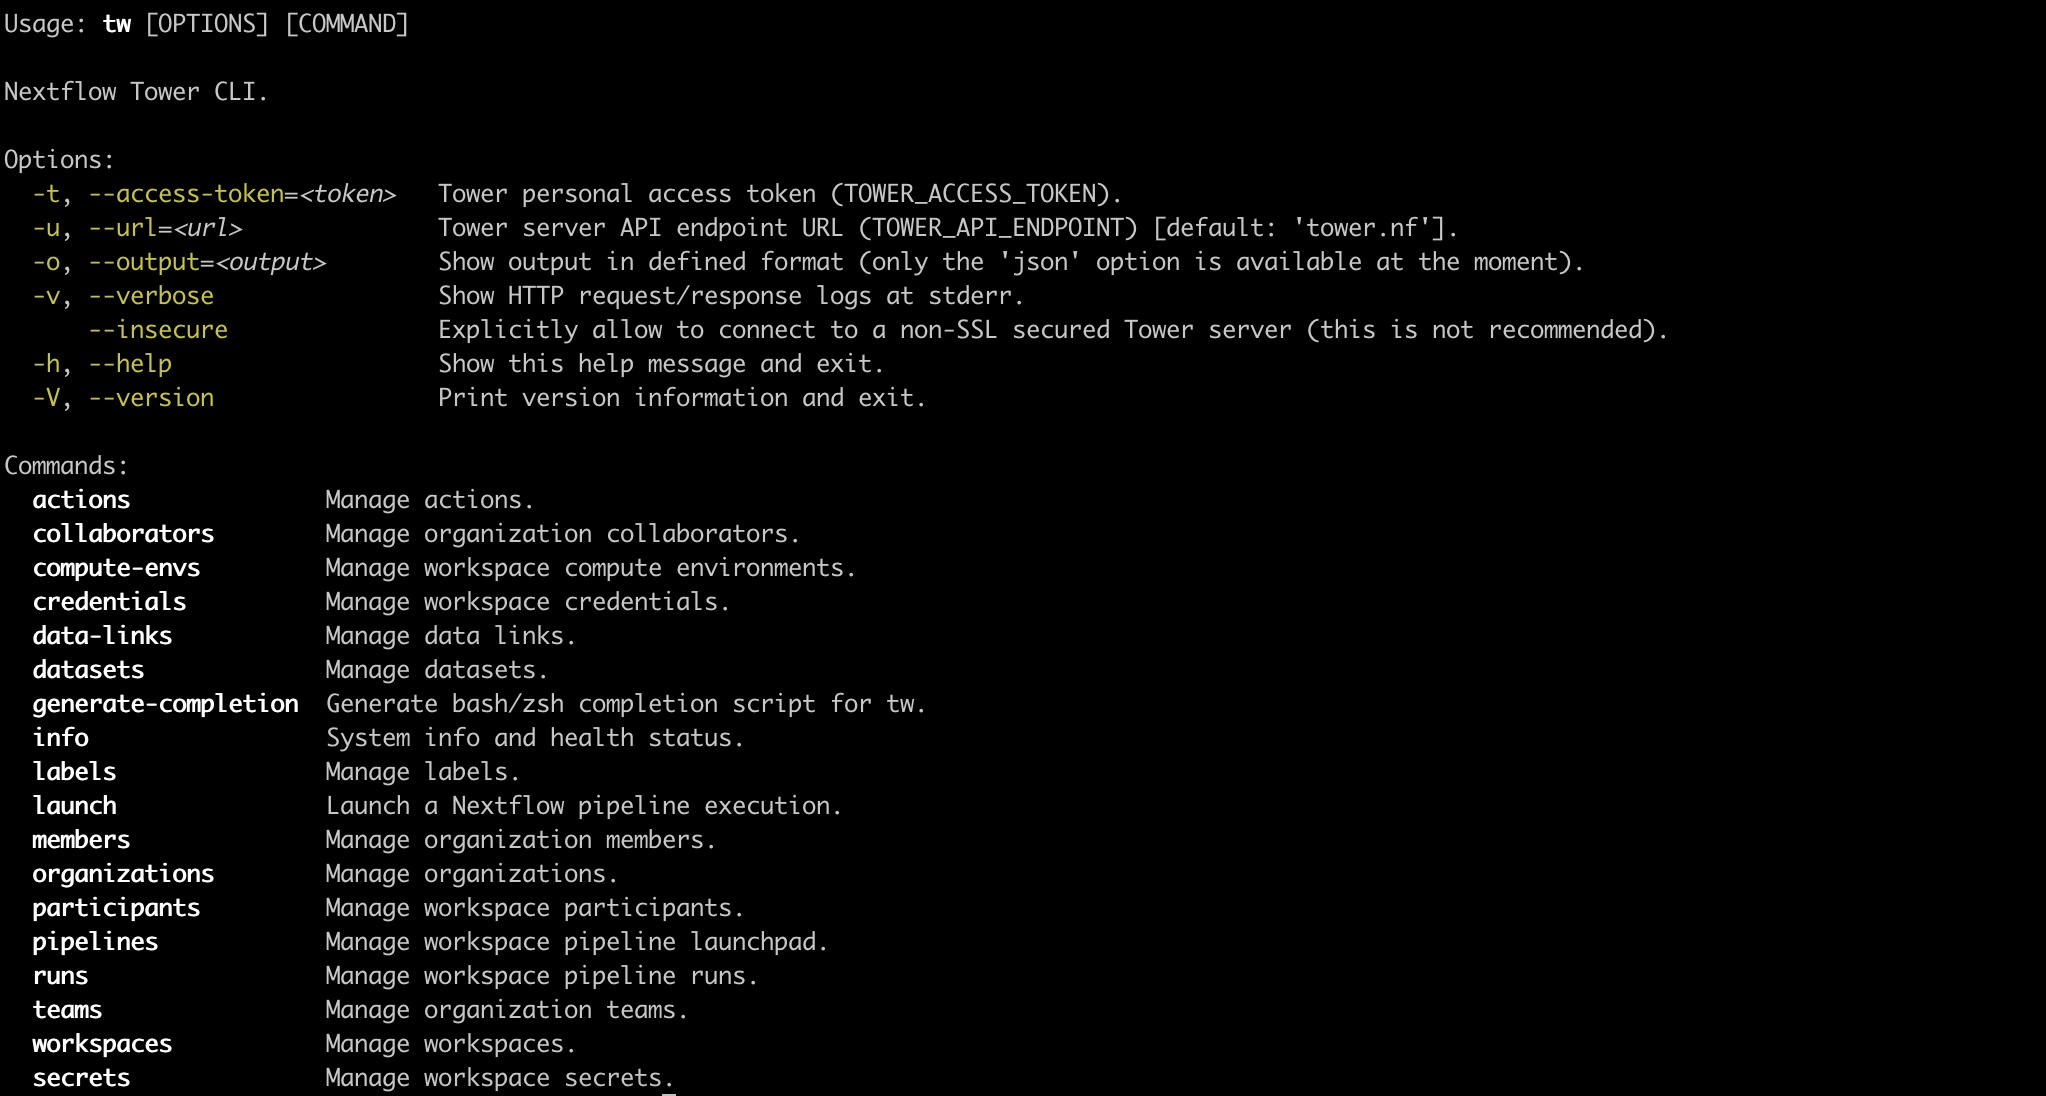 Usage: tw [OPTIONS] [COMMAND]
Nextflow Tower CLI.
Options:
-t, --access-token=<token> Tower personal access token (TOWER_ACCESS_TOKEN).
-u, --url=<url> Tower server API endpoint URL (TOWER_API_ENDPOINT) [default: 'tower.nf'].
-o, --output=<output> Show output in defined format (only the 'json' option is available at the moment).
-v, --verbose Show HTTP request/response logs at stderr.
--insecure Explicitly allow to connect to a non-SSL secured Tower server (this is not recommended).
-h, --help Show this help message and exit.
-V, --version Print version information and exit.
Commands:
actions Manage actions.
collaborators Manage organization collaborators.
compute-envs Manage workspace compute environments.
credentials Manage workspace credentials.
data-links Manage data links.
datasets Manage datasets.
generate-completion Generate bash/zsh completion script for tw.
info System info and health status.
labels Manage labels.
launch Launch a Nextflow pipeline execution.
members Manage organization members.
organizations Manage organizations.
participants Manage workspace participants.
pipelines Manage workspace pipeline launchpad.
runs Manage workspace pipeline runs.
teams Manage organization teams.
workspaces Manage workspaces.
secrets Manage workspace secrets.